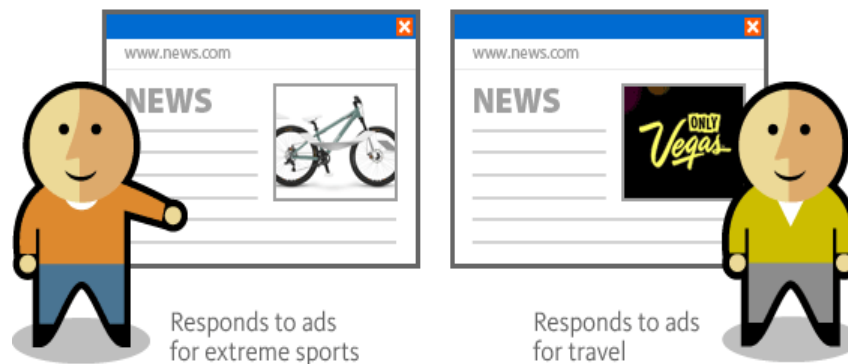 www.news.com
NEWS
Responds to ads
for extreme sports
www.news.com
NEWS
ONLY
Vegas
Responds to ads
for travel